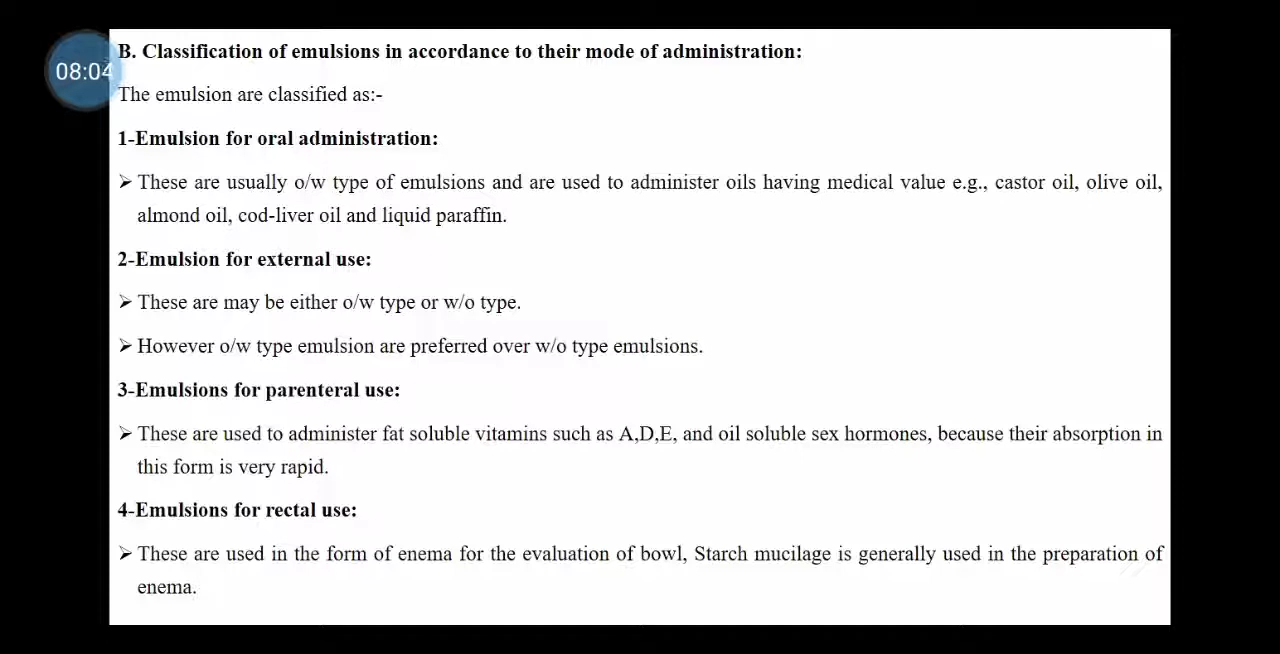 08:04
B. Classification of emulsions in accordance to their mode of administration:
The emulsion are classified as:-
1-Emulsion for oral administration:
➢ These are usually o/w type of emulsions and are used to administer oils having medical value e.g., castor oil, olive oil,
almond oil, cod-liver oil and liquid paraffin.
2-Emulsion for external use:
➢ These are may be either o/w type or w/o type.
➢ However o/w type emulsion are preferred over w/o type emulsions.
3-Emulsions for parenteral use:
➢ These are used to administer fat soluble vitamins such as A,D,E, and oil soluble sex hormones, because their absorption in
this form is very rapid.
4-Emulsions for rectal use:
➢ These are used in the form of enema for the evaluation of bowl, Starch mucilage is generally used in the preparation of
enema.